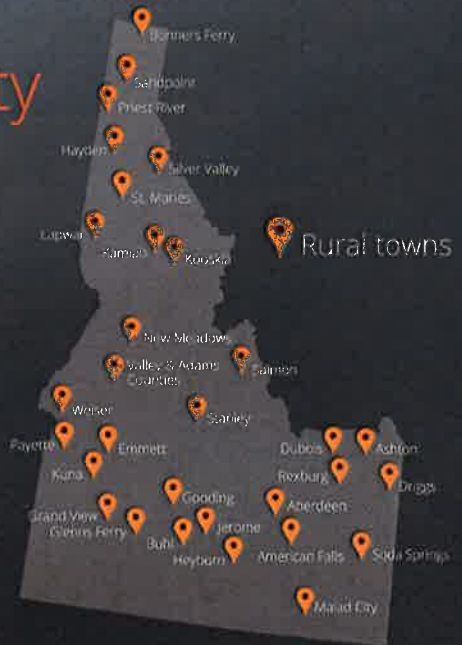 ty
Bonners Ferry
Sandpoint
Priest River
Hayden
Silver Valley
St. Maries
Lapwai
Kamiah
Kooskia
Rural towns
New Meadows
Valley & Adams
Counties
Salmon
Weiser
Stanley
Payette
Emmett
Dubois
Ashton
Kuna
Rexburg
Driggs
Gooding
Aberdeen
Grand View
Glenns Ferry
Jerome
Buhl
American Falls
Soda Springs
Heyburn
Malad City